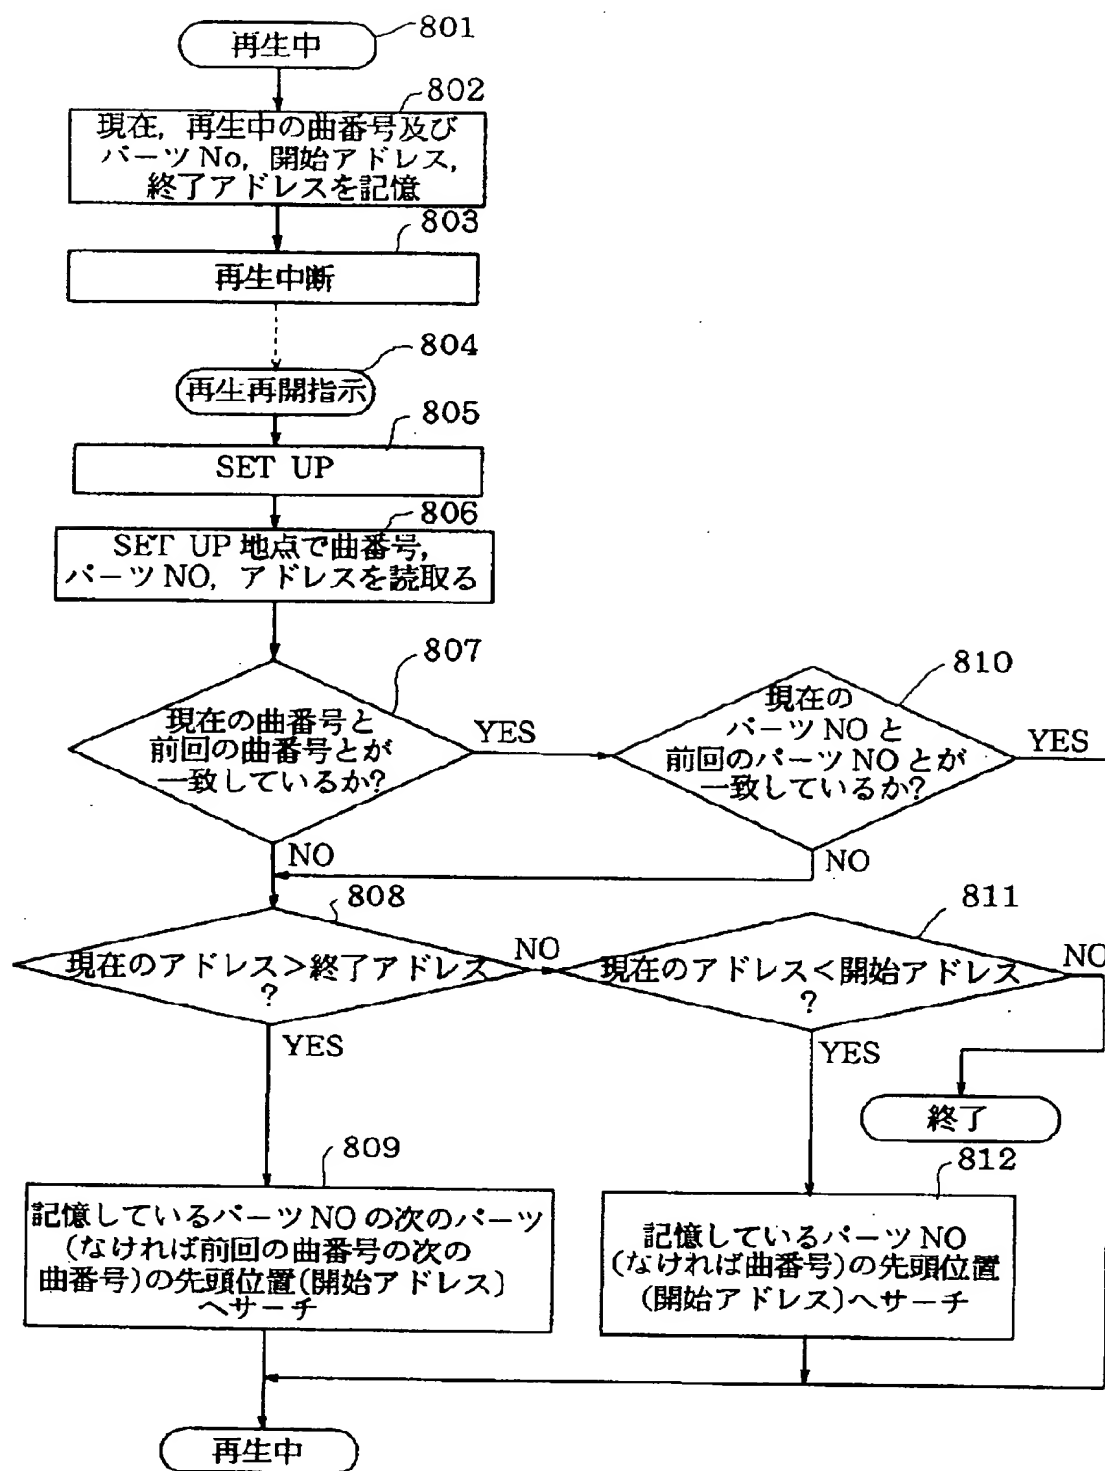 再生中
801
802
現在, 再生中の曲番号及び
パーツNo, 開始アドレス,
終了アドレスを記憶
803
再生中断
804
再生再開指示
805
SET UP
806
SET UP 地点で曲番号,
パーツNO, アドレスを読取る
807
現在の曲番号と
前回の曲番号とが
一致しているか?
YES
NO
810
現在の
パーツNOと
前回のパーツNOとが
一致しているか?
YES
NO
808
現在のアドレス>終了アドレス
?
NO
YES
811
現在のアドレス<開始アドレス
?
NO
YES
終了
809
記憶しているパーツNOの次のパーツ
(なければ前回の曲番号の次の
曲番号)の先頭位置(開始アドレス)
へサーチ
812
記憶しているパーツNO
(なければ曲番号)の先頭位置
(開始アドレス)へサーチ
再生中